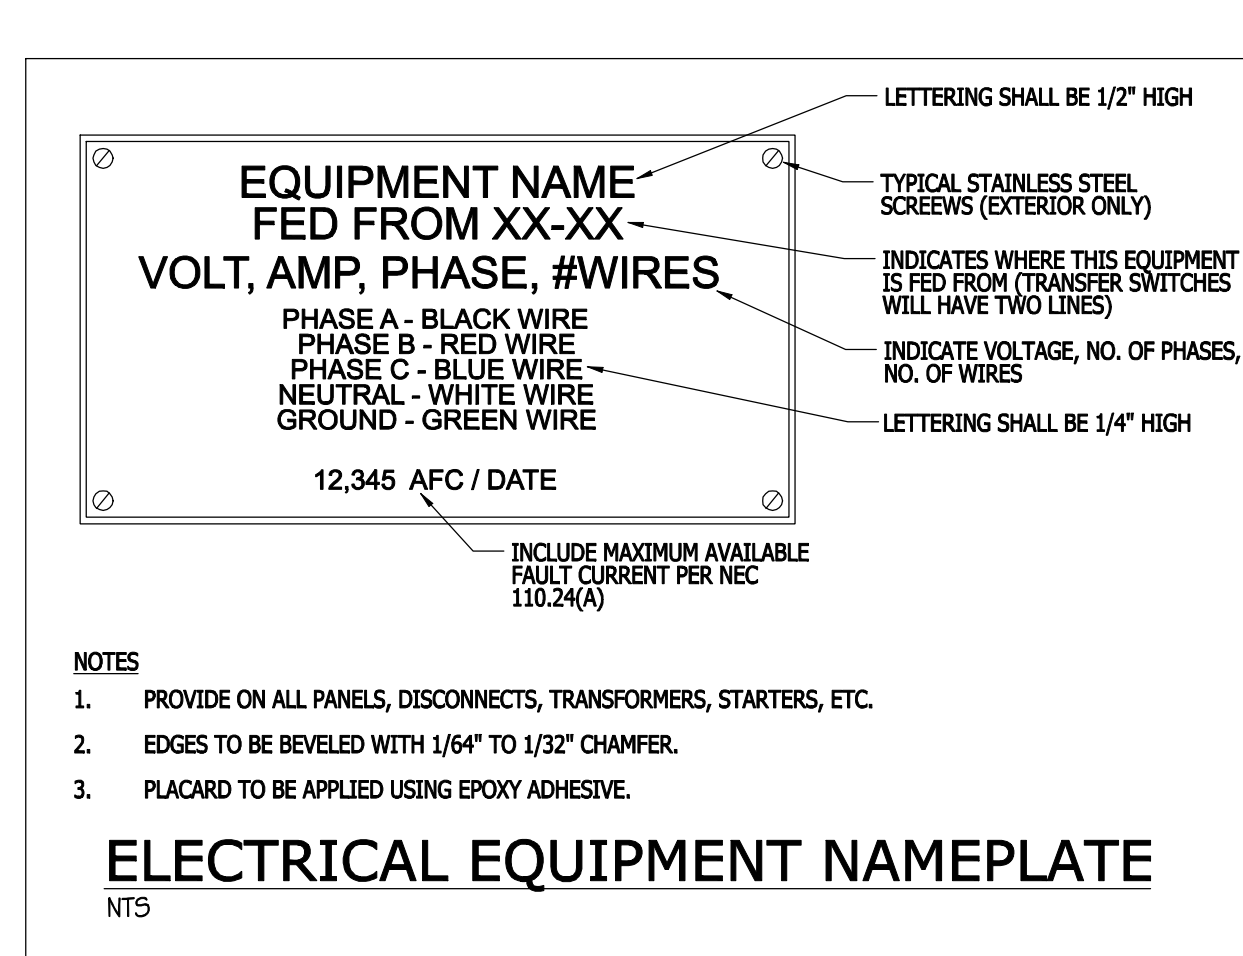 LETTERING SHALL BE 1/2" HIGH
EQUIPMENT NAME
FED FROM XX-XX
VOLT, AMP, PHASE, #WIRES
PHASE A - BLACK WIRE
PHASE B - RED WIRE
PHASE C - BLUE WIRE
NEUTRAL - WHITE WIRE
GROUND - GREEN WIRE
12,345 AFC / DATE
TYPICAL STAINLESS STEEL
SCREEWS (EXTERIOR ONLY)
INDICATES WHERE THIS EQUIPMENT
IS FED FROM (TRANSFER SWITCHES
WILL HAVE TWO LINES)
INDICATE VOLTAGE, NO. OF PHASES,
NO. OF WIRES
LETTERING SHALL BE 1/4" HIGH
INCLUDE MAXIMUM AVAILABLE
FAULT CURRENT PER NEC
110.24(A)
NOTES
1. PROVIDE ON ALL PANELS, DISCONNECTS, TRANSFORMERS, STARTERS, ETC.
2. EDGES TO BE BEVELED WITH 1/64" TO 1/32" CHAMFER.
3. PLACARD TO BE APPLIED USING EPOXY ADHESIVE.
ELECTRICAL EQUIPMENT NAMEPLATE
NTS